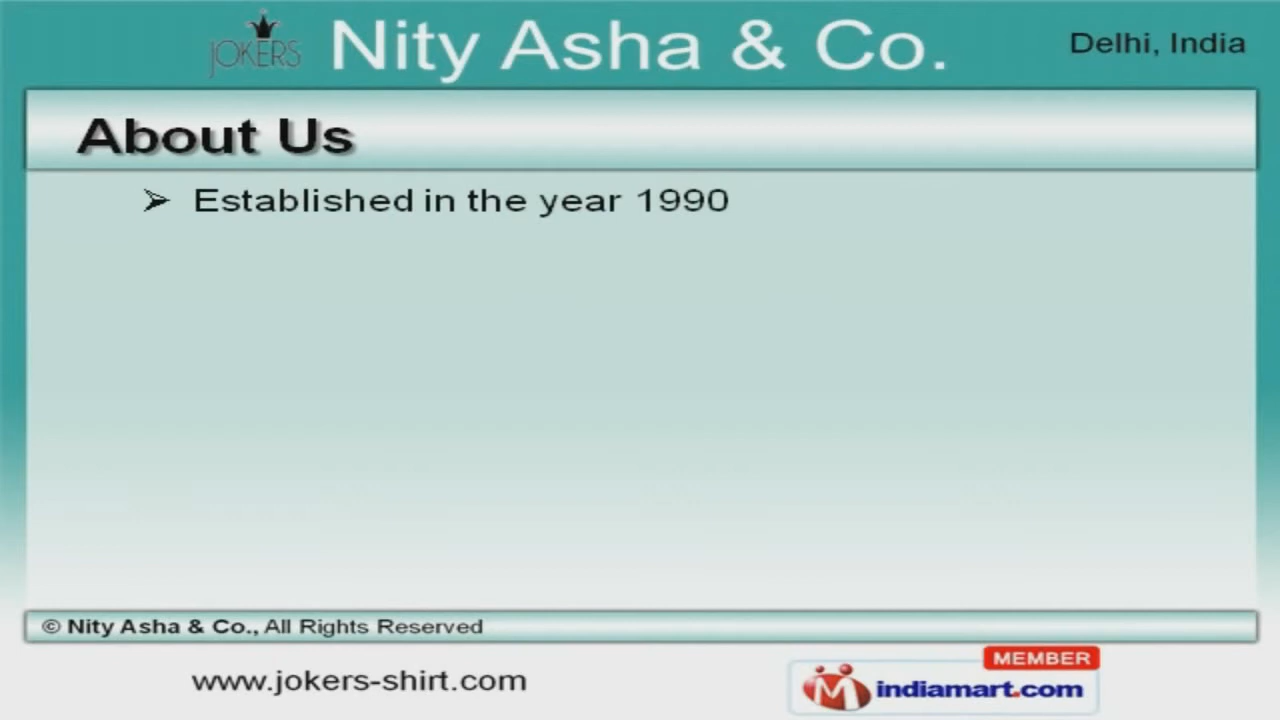 JOKERS
Nity Asha & Co.
Delhi, India
About Us
➢ Established in the year 1990
© Nity Asha & Co., All Rights Reserved
www.jokers-shirt.com
MEMBER
indiamart.com